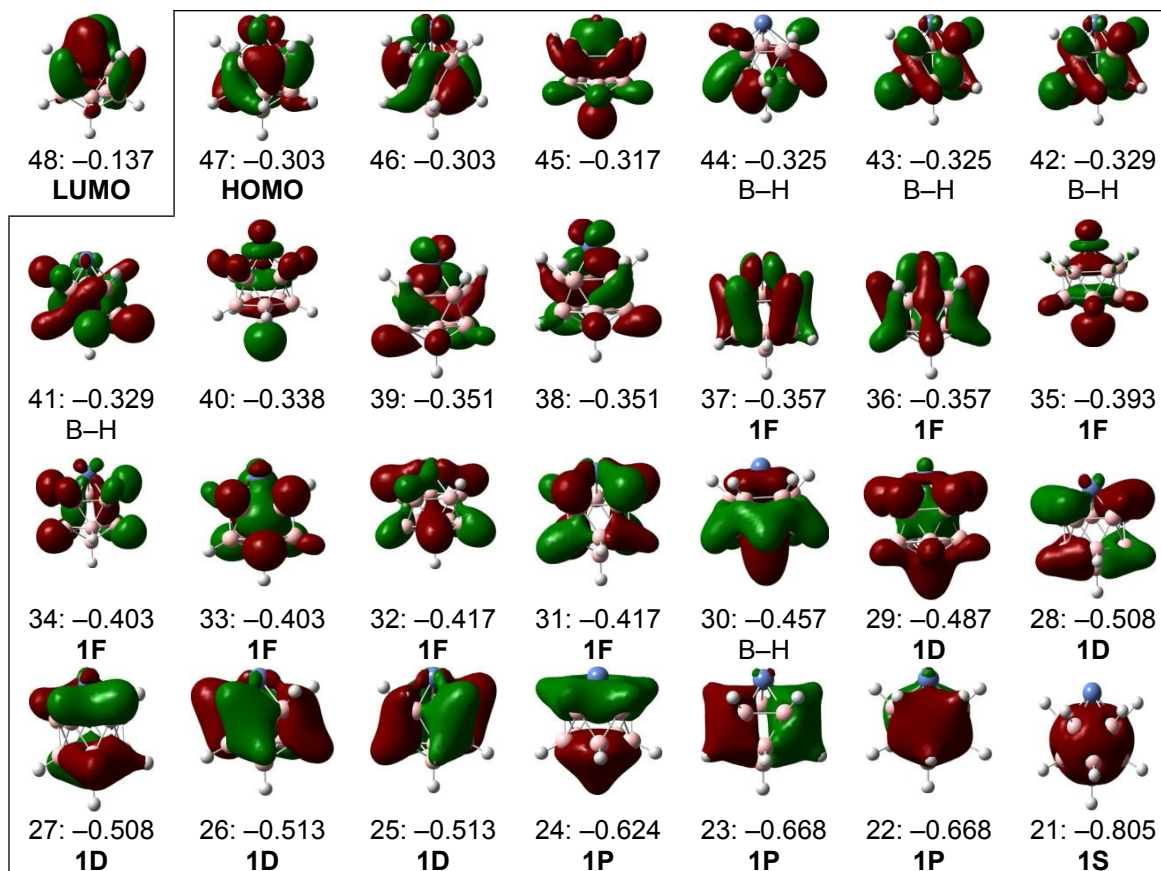 48: –0.137 47: –0.303 46: –0.303 45: –0.317 44: –0.325 43: –0.325 42: –0.329
LUMO HOMO B–H B–H B–H
41: –0.329 40: –0.338 39: –0.351 38: –0.351 37: –0.357 36: –0.357 35: –0.393
B–H 1F 1F 1F
34: –0.403 33: –0.403 32: –0.417 31: –0.417 30: –0.457 29: –0.487 28: –0.508
1F 1F 1F 1F B–H 1D 1D
27: –0.508 26: –0.513 25: –0.513 24: –0.624 23: –0.668 22: –0.668 21: –0.805
1D 1D 1D 1P 1P 1P 1S